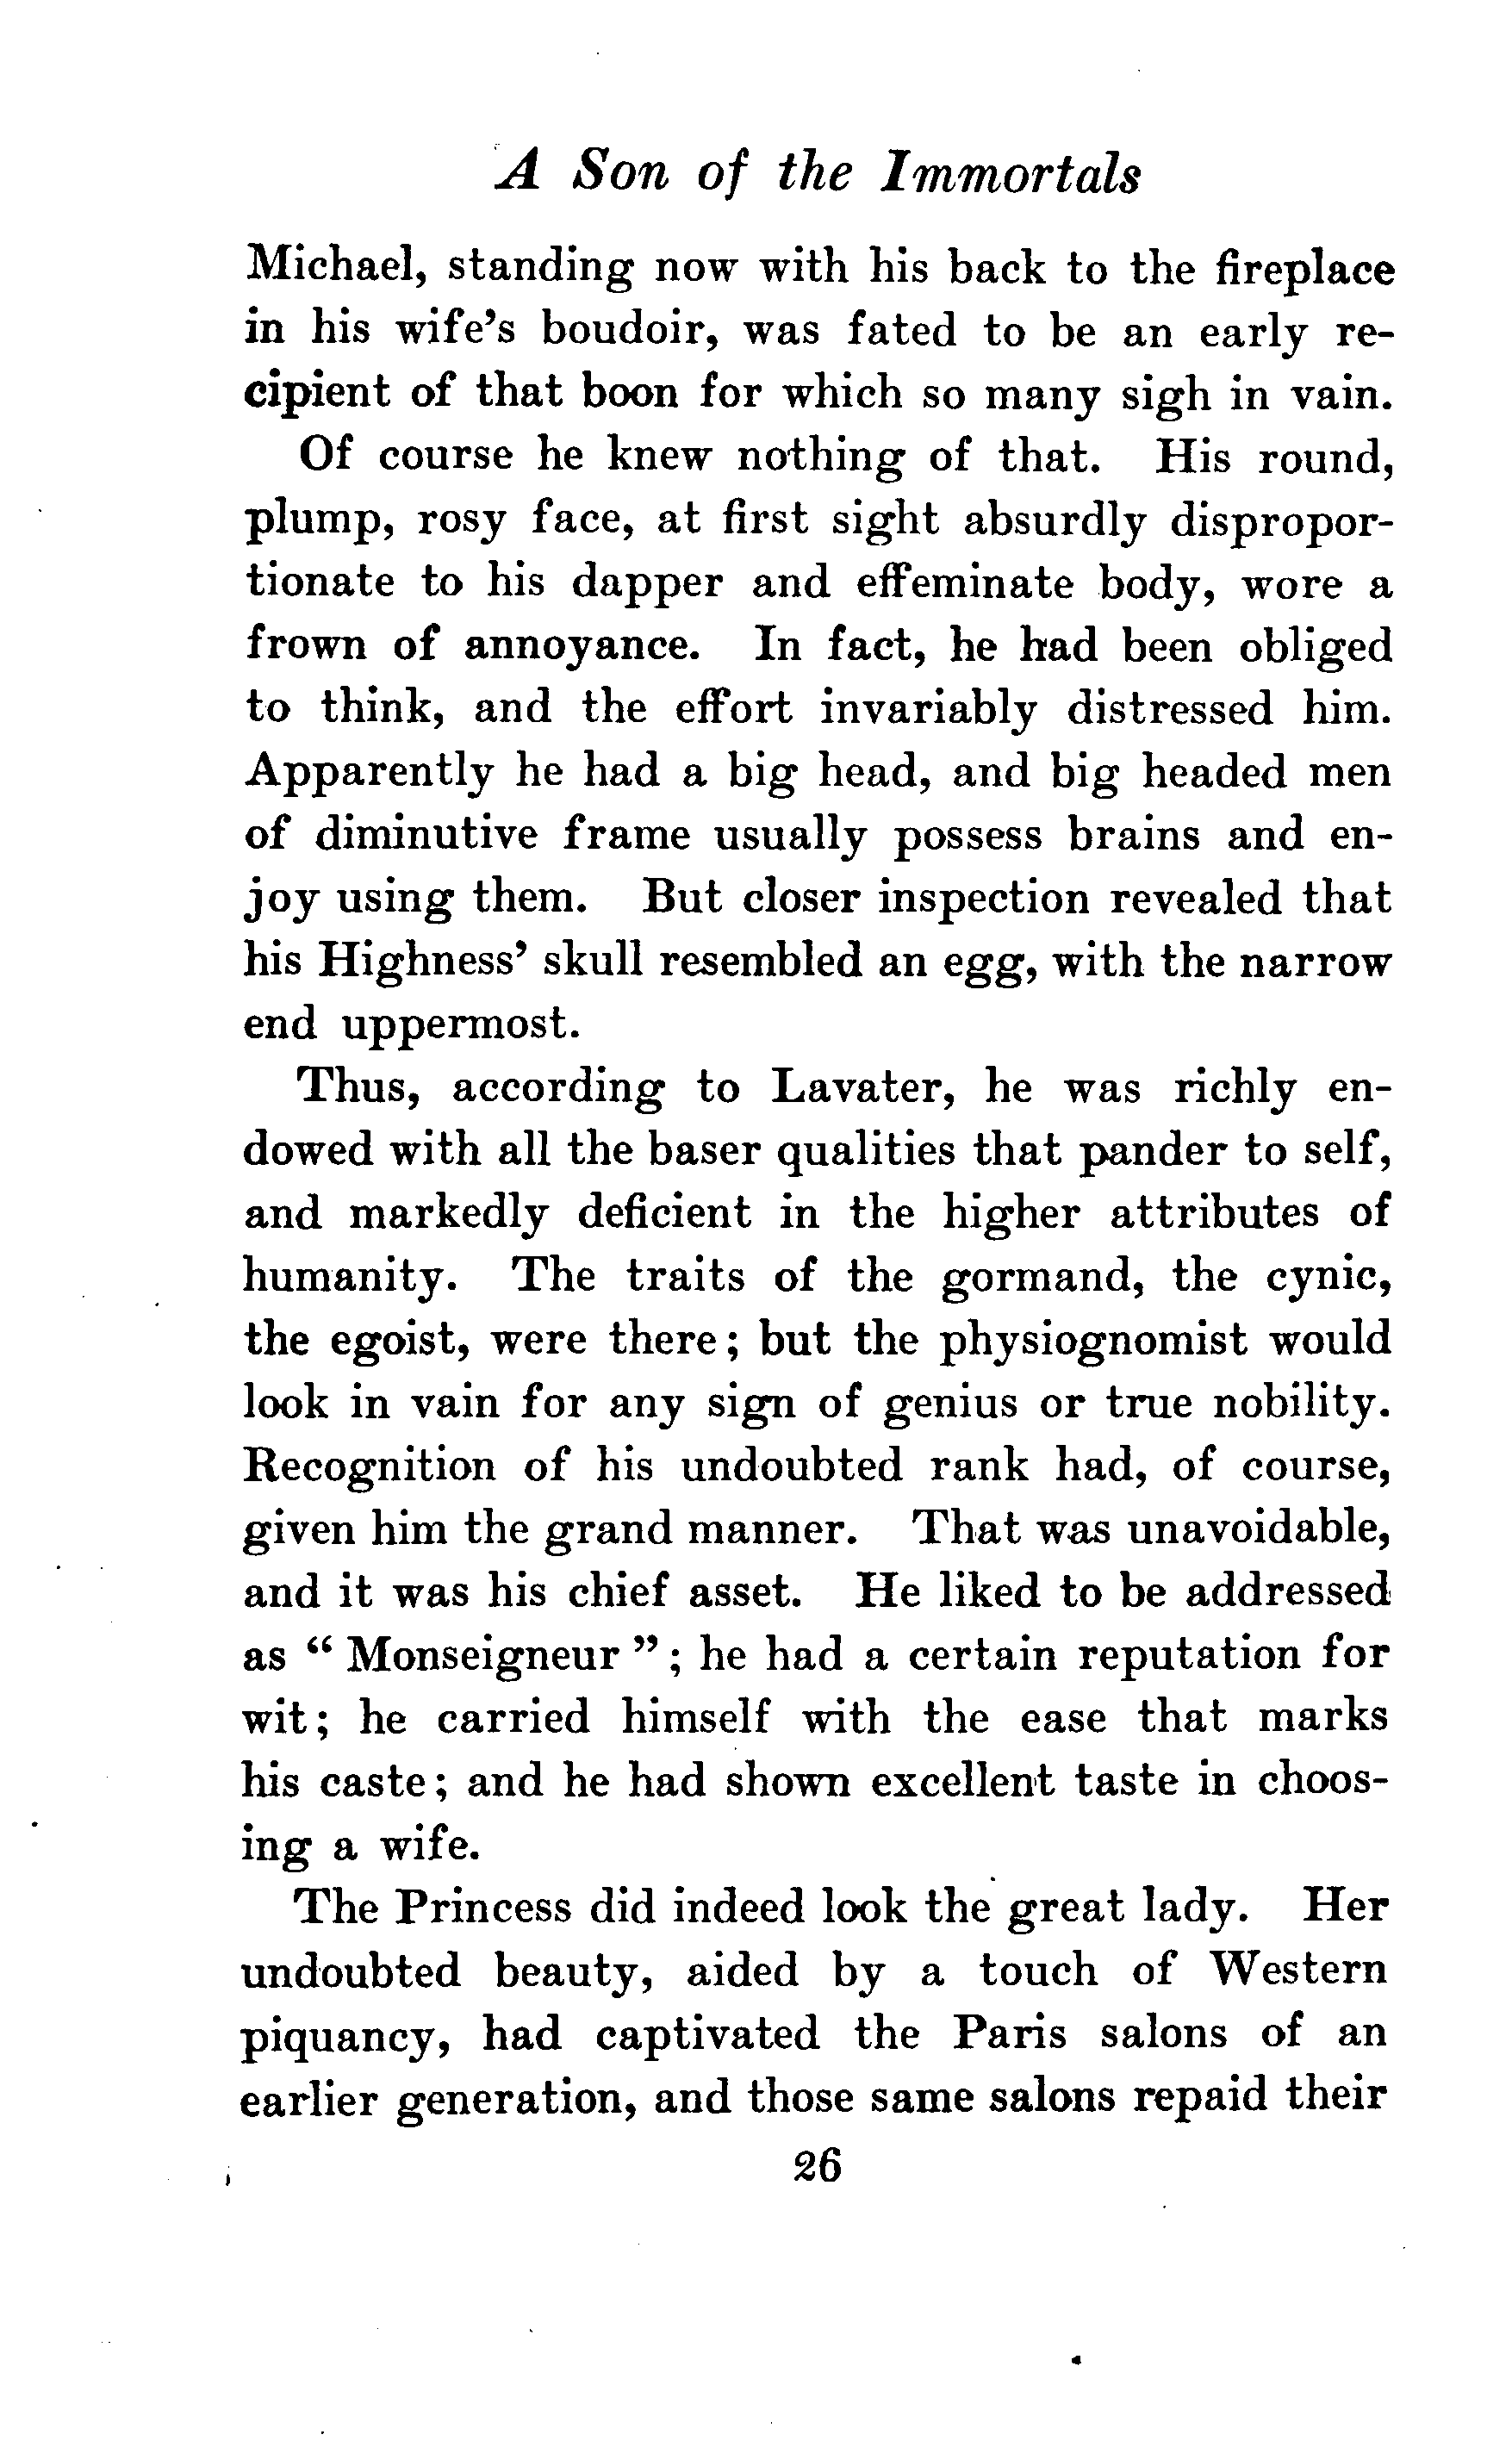 A Son of the Immortals
Michael, standing now with his back to the fireplace
in his wife's boudoir, was fated to be an early re-
cipient of that boon for which so many sigh in vain.
Of course he knew nothing of that. His round,
plump, rosy face, at first sight absurdly dispropor-
tionate to his dapper and effeminate body, wore a
frown of annoyance. In fact, he had been obliged
to think, and the effort invariably distressed him.
Apparently he had a big head, and big headed men
of diminutive frame usually possess brains and en-
joy using them. But closer inspection revealed that
his Highness' skull resembled an egg, with the narrow
end uppermost.
Thus, according to Lavater, he was richly en-
dowed with all the baser qualities that pander to self,
and markedly deficient in the higher attributes of
humanity. The traits of the gormand, the cynic,
the egoist, were there; but the physiognomist would
look in vain for any sign of genius or true nobility.
Recognition of his undoubted rank had, of course,
given him the grand manner. That was unavoidable,
and it was his chief asset. He liked to be addressed
as "Monseigneur"; he had a certain reputation for
wit; he carried himself with the ease that marks
his caste; and he had shown excellent taste in choos-
ing a wife.
The Princess did indeed look the great lady. Her
undoubted beauty, aided by a touch of Western
piquancy, had captivated the Paris salons of an
earlier generation, and those same salons repaid their
26